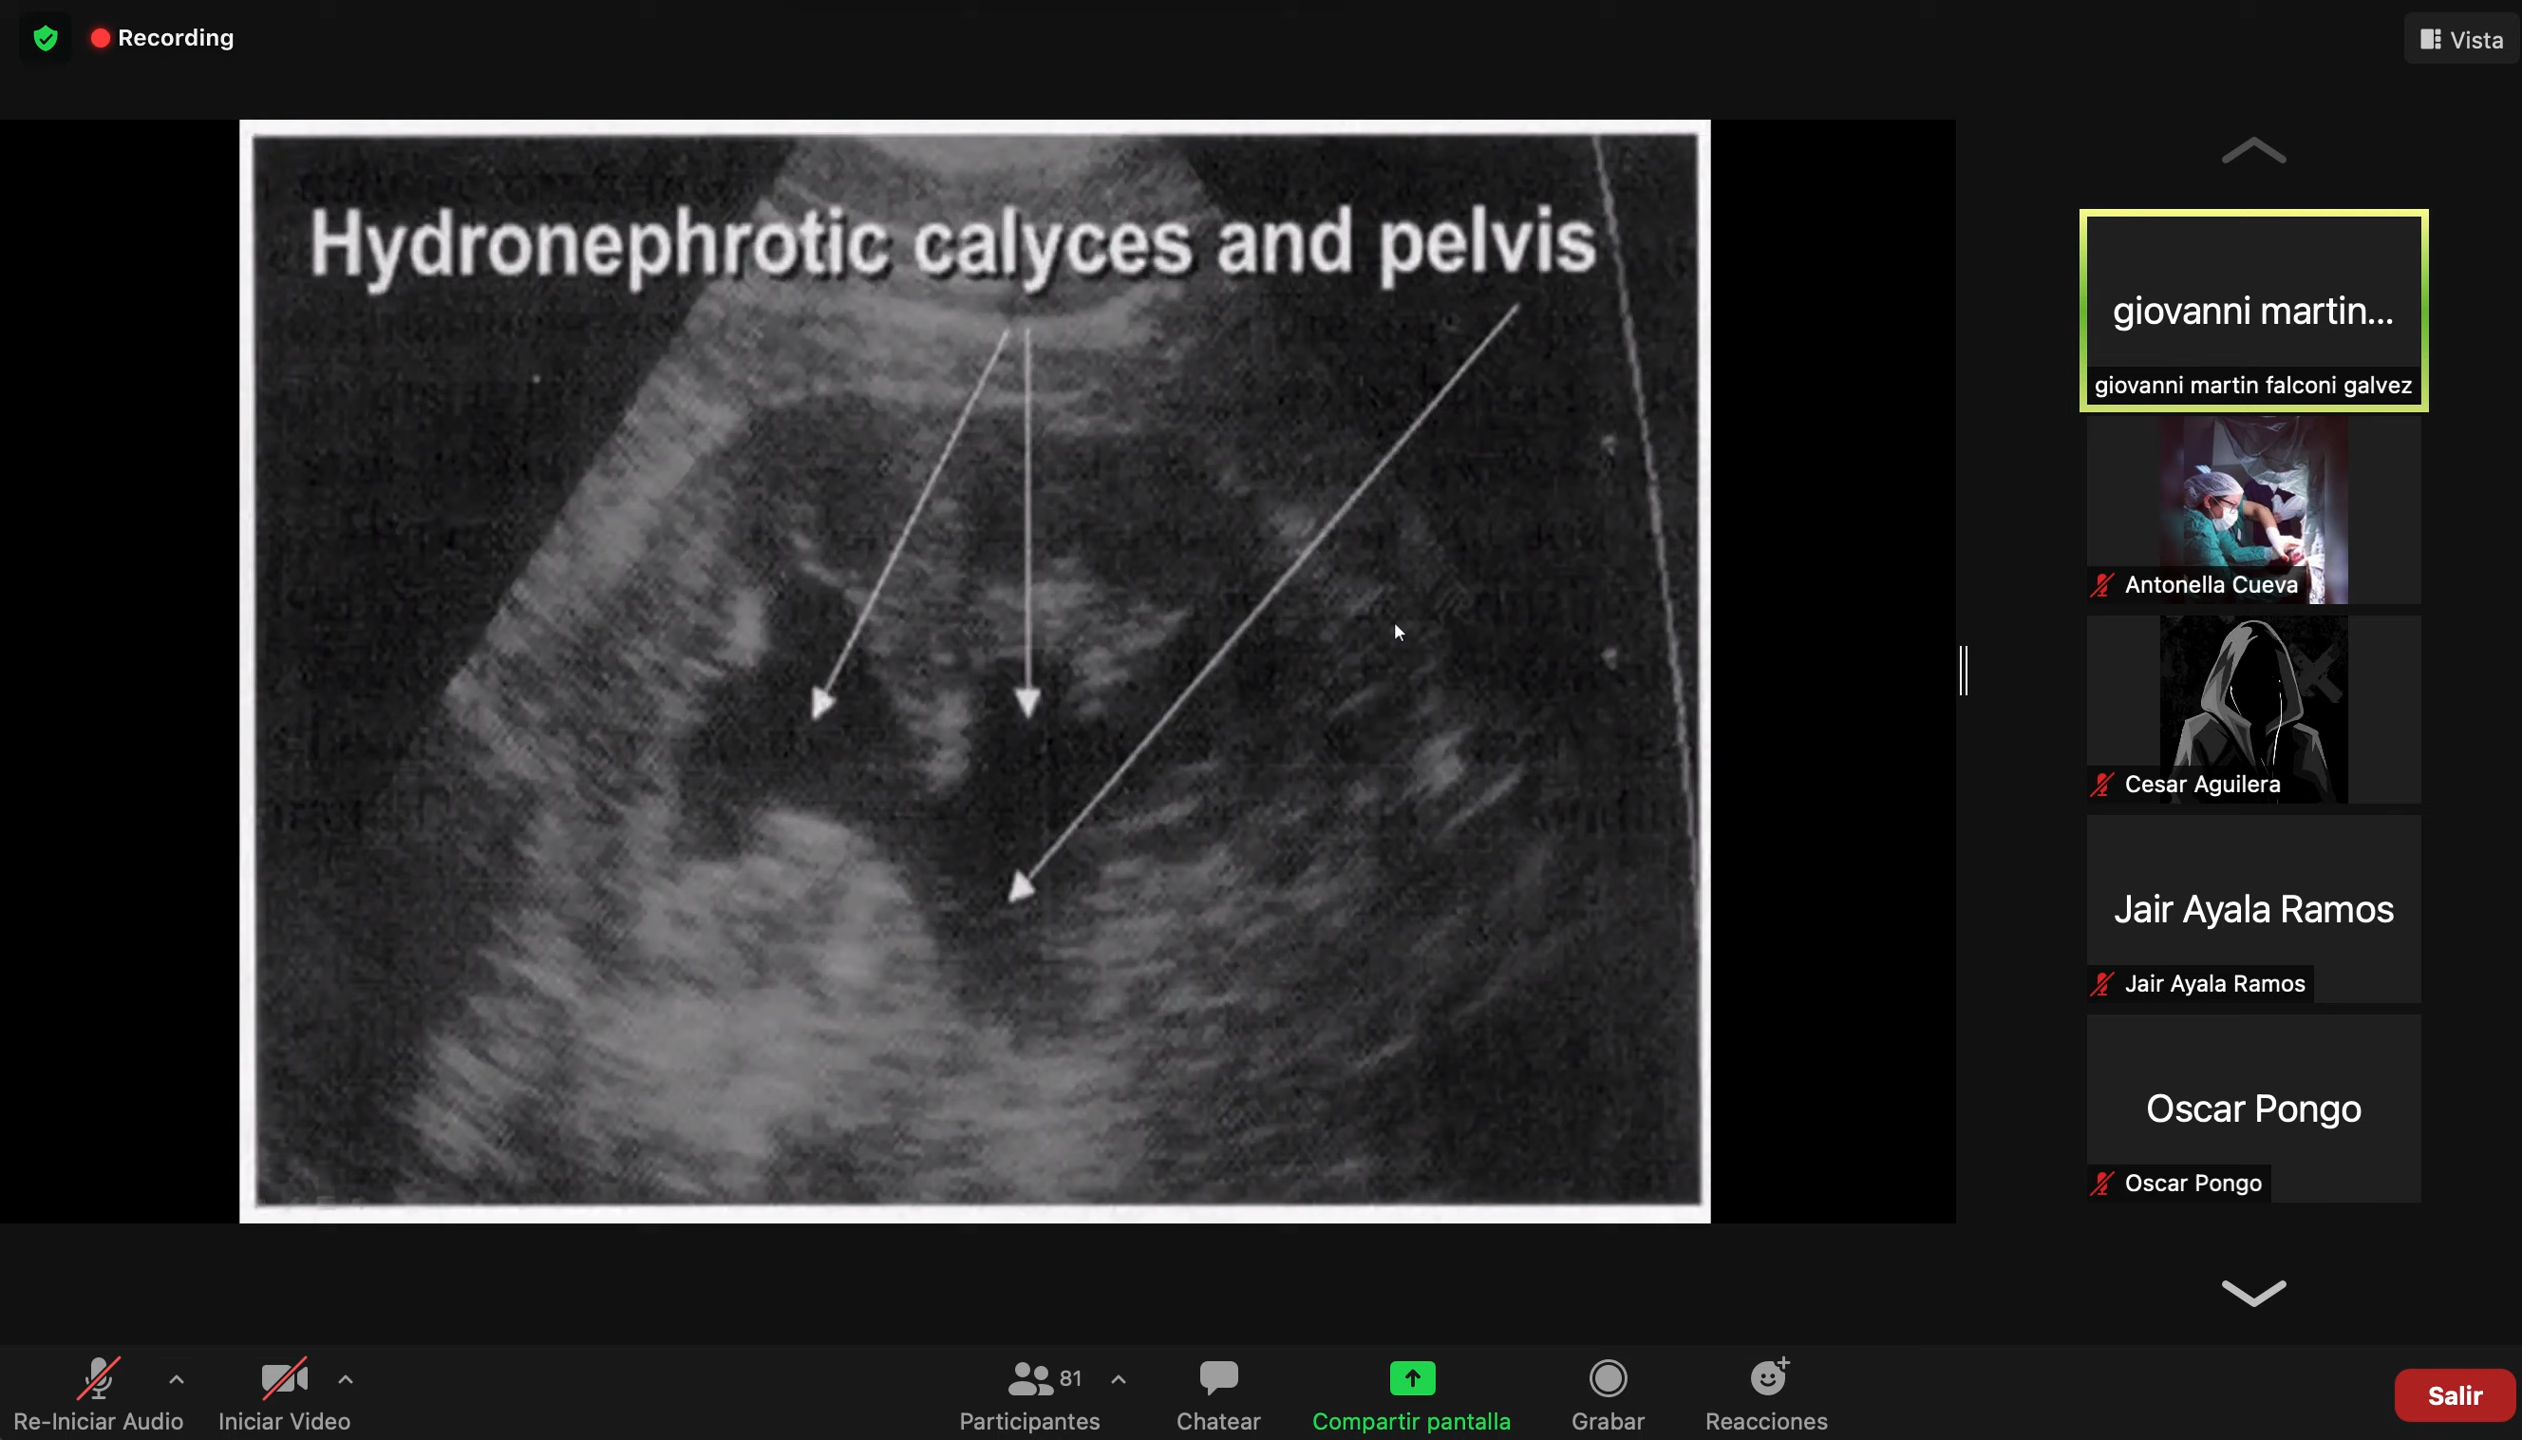 Recording
Vista
Hydronephrotic calyces and pelvis
giovanni martin...
giovanni martin falconi galvez
Antonella Cueva
Cesar Aguilera
Jair Ayala Ramos
Jair Ayala Ramos
Oscar Pongo
Oscar Pongo
81
Re-Iniciar Audio
Iniciar Video
Participantes
Chatear
Compartir pantalla
Grabar
Reacciones
Salir